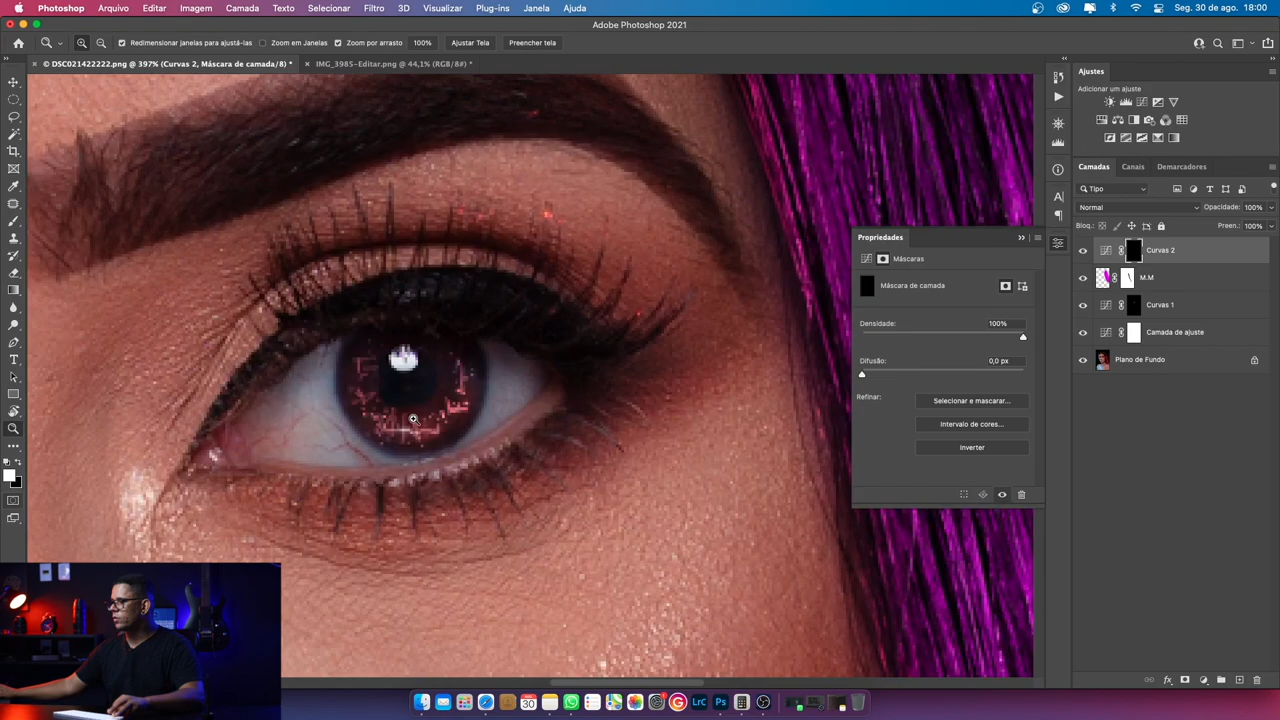 Photoshop Arquivo Editar Imagem Camada Texto Selecionar Filtro 3D Visualizar Plug-ins Janela Ajuda Seg. 30 de ago. 18:00
Adobe Photoshop 2021
Redimensionar janelas para ajustá-las Zoom em Janelas Zoom por arrasto 100% Ajustar Tela Preencher tela
© DSC021422222.png @ 397% (Curvas 2, Máscara de camada/8) * IMG_3985-Editar.png @ 44,1% (RGB/8#) *
Ajustes
Adicionar um ajuste
Camadas Canais Demarcadores
Tipo
Normal Opacidade: 100%
Bloq.: Preen.: 100%
Curvas 2
M.M
Curvas 1
Camada de ajuste
Plano de Fundo
Propriedades
Máscaras
Máscara de camada
Densidade: 100%
Difusão: 0,0 px
Refinar: Selecionar e mascarar...
Intervalo de cores...
Inverter
AGO
30
LrC
Ps